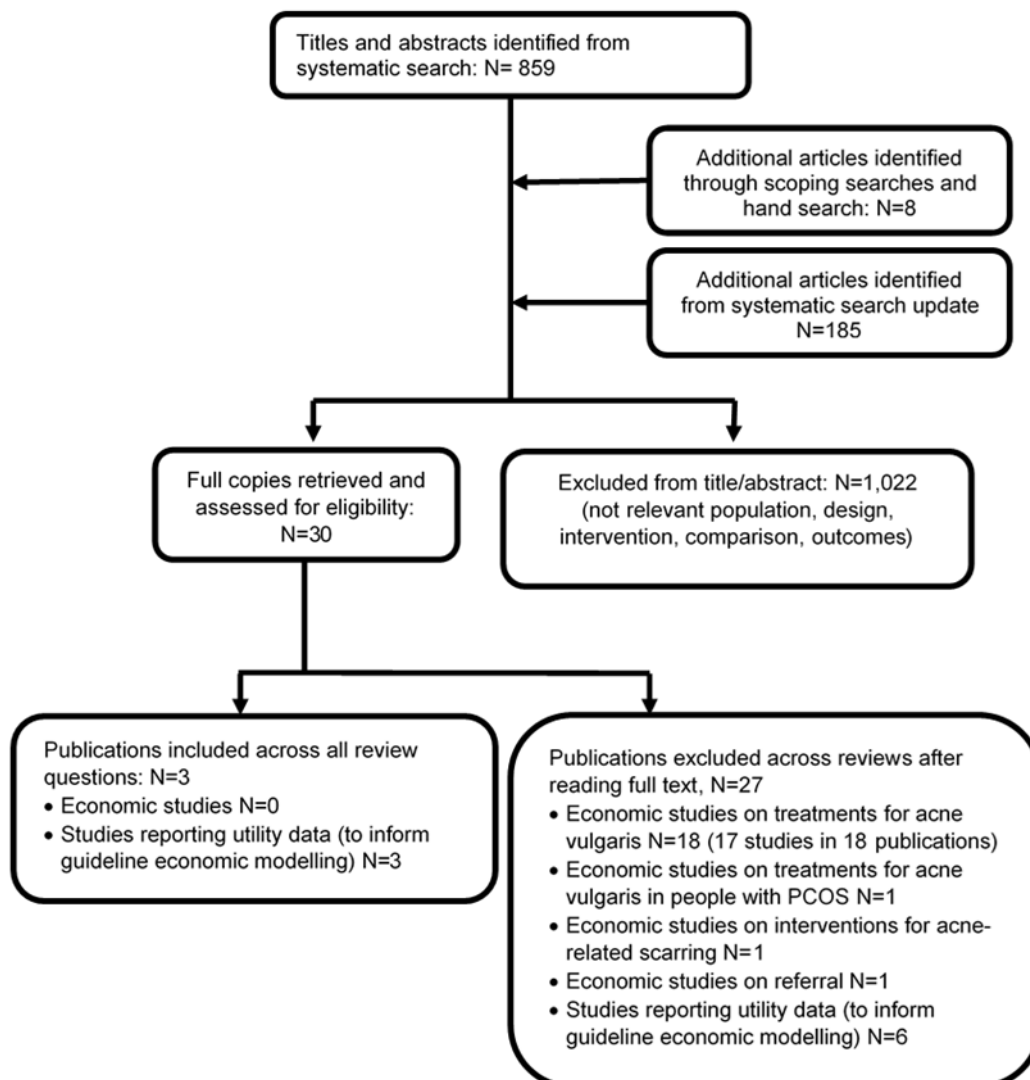 Titles and abstracts identified from
systematic search: N= 859
Additional articles identified
through scoping searches and
hand search: N=8
Additional articles identified
from systematic search update
N=185
Full copies retrieved and
assessed for eligibility:
N=30
Excluded from title/abstract: N=1,022
(not relevant population, design,
intervention, comparison, outcomes)
Publications included across all review
questions: N=3
• Economic studies N=0
• Studies reporting utility data (to inform
guideline economic modelling) N=3
Publications excluded across reviews after
reading full text, N=27
• Economic studies on treatments for acne
vulgaris N=18 (17 studies in 18 publications)
• Economic studies on treatments for acne
vulgaris in people with PCOS N=1
• Economic studies on interventions for acne-
related scarring N=1
• Economic studies on referral N=1
• Studies reporting utility data (to inform
guideline economic modelling) N=6